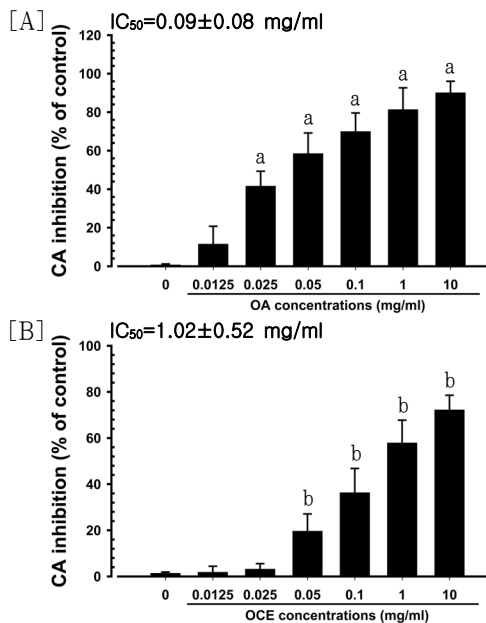 [A] IC₅₀=0.09±0.08 mg/ml
CA inhibition (% of control)
120
100
80
60
40
20
0
a a a a a
0 0.0125 0.025 0.05 0.1 1 10
OA concentrations (mg/ml)
[B] IC₅₀=1.02±0.52 mg/ml
CA inhibition (% of control)
100
80
60
40
20
0
b b b b
0 0.0125 0.025 0.05 0.1 1 10
OCE concentrations (mg/ml)